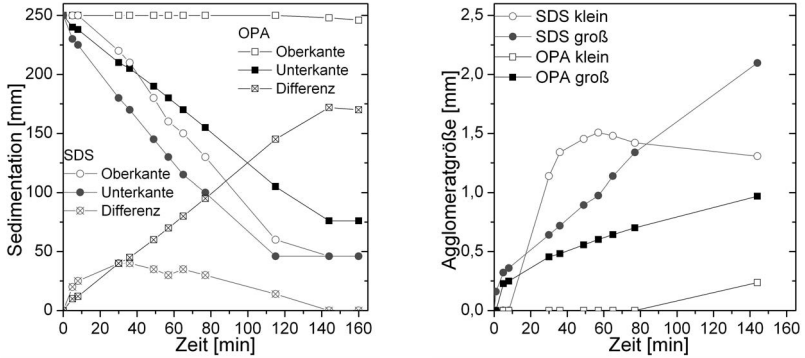 250
200
150
100
50
0
Sedimentation [mm]
0 20 40 60 80 100 120 140 160
Zeit [min]
OPA
Oberkante
Unterkante
Differenz
SDS
Oberkante
Unterkante
Differenz
2,5
2,0
1,5
1,0
0,5
0,0
Agglomeratgröße [mm]
0 20 40 60 80 100 120 140 160
Zeit [min]
SDS klein
SDS groß
OPA klein
OPA groß